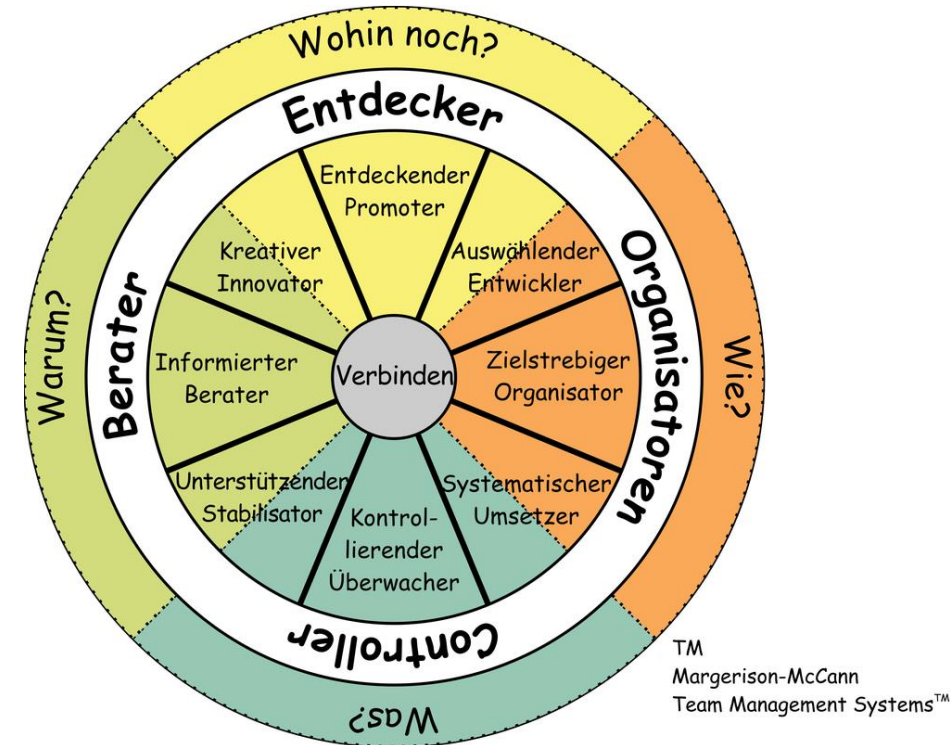 Wohin noch?
Entdecker
Entdeckender
Promoter
Kreativer
Innovator
Auswählender
Entwickler
Warum?
Berater
Informierter
Berater
Verbinden
Zielstrebiger
Organisator
Organisatoren
Wie?
Unterstützender
Stabilisator
Kontrol-
lierender
Überwacher
Systematischer
Umsetzer
Controller
Was?
TM
Margerison-McCann
Team Management Systems™